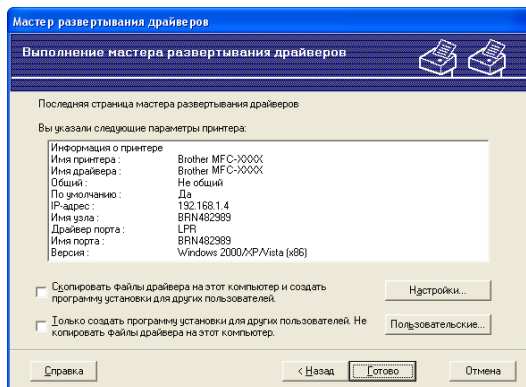 Мастер развертывания драйверов
Выполнение мастера развертывания драйверов
Последняя страница мастера развертывания драйверов
Вы указали следующие параметры принтера:
Информация о принтере
Имя принтера : Brother MFC-XXXX
Имя драйвера : Brother MFC-XXXX
Общий : Не общий
По умолчанию : Да
IP-адрес : 192.168.1.4
Имя узла : BRN482989
Драйвер порта : LPR
Имя порта : BRN482989
Версия : Windows 2000/XP/Vista (x86)
Скопировать файлы драйвера на этот компьютер и создать
программу установки для других пользователей.
Настройки...
Только создать программу установки для других пользователей. Не
копировать файлы драйвера на этот компьютер.
Пользовательские...
Справка < Назад Готово Отмена